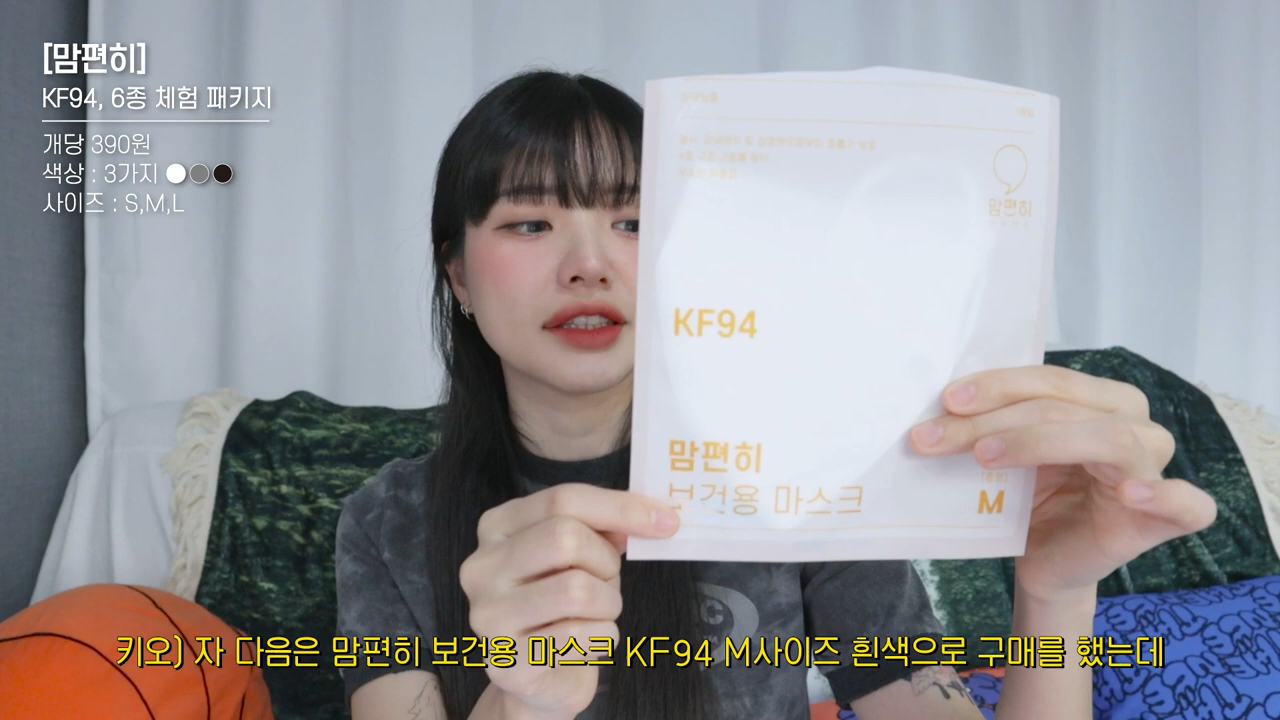 [맘편히]
KF94, 6종 체험 패키지
개당 390원
색상 : 3가지
사이즈 : S,M,L
맘편히
KF94
맘편히
보건용 마스크
M
키오) 자 다음은 맘편히 보건용 마스크 KF94 M사이즈 흰색으로 구매를 했는데